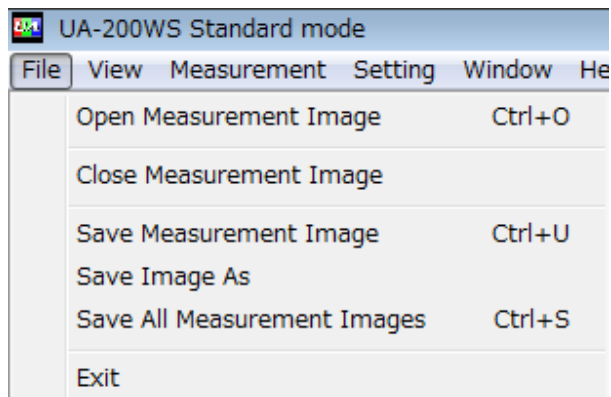 UA-200WS Standard mode
File View Measurement Setting Window He
Open Measurement Image Ctrl+O
Close Measurement Image
Save Measurement Image Ctrl+U
Save Image As
Save All Measurement Images Ctrl+S
Exit